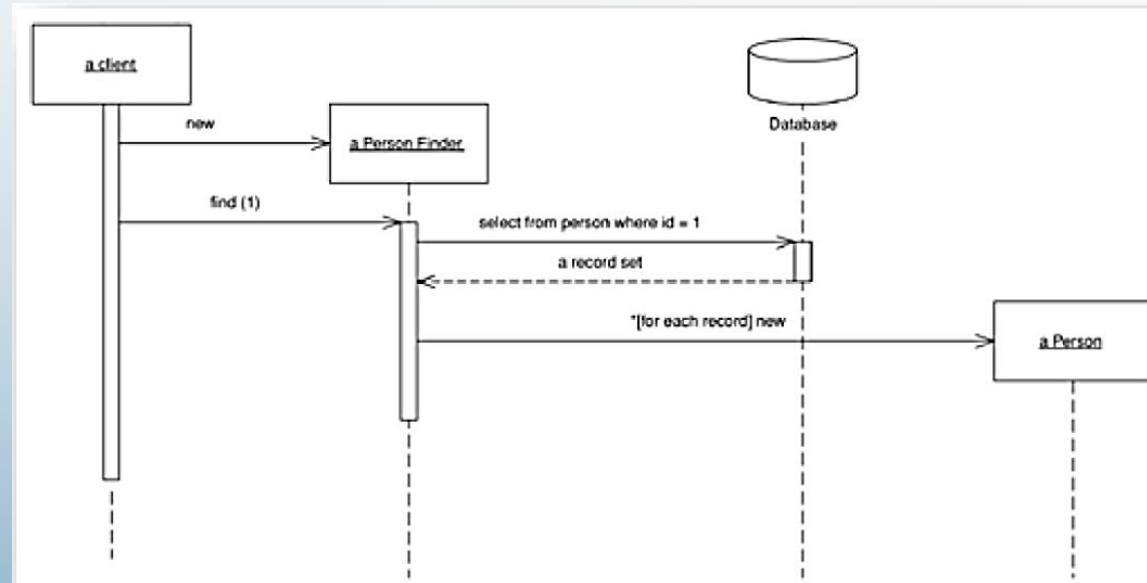 a client
new
a Person Finder
Database
find (1)
select from person where id = 1
a record set
*[for each record] new
a Person